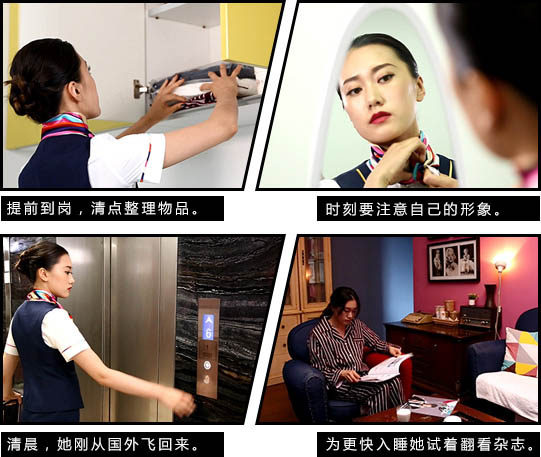 提前到岗，清点整理物品。
时刻要注意自己的形象。
6
清晨，她刚从国外飞回来。
为更快入睡她试着翻看杂志。